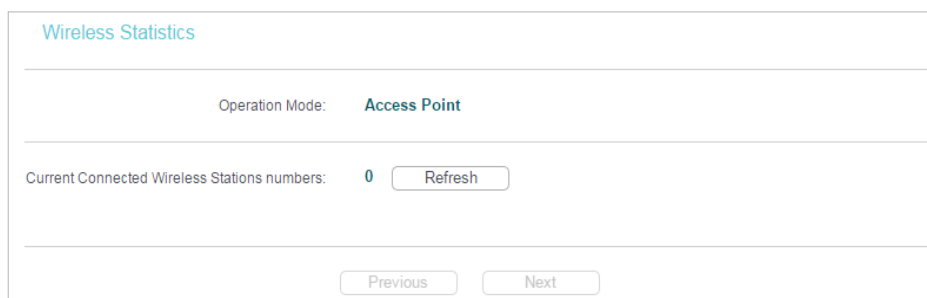 Wireless Statistics
Operation Mode: Access Point
Current Connected Wireless Stations numbers: 0 Refresh
Previous Next